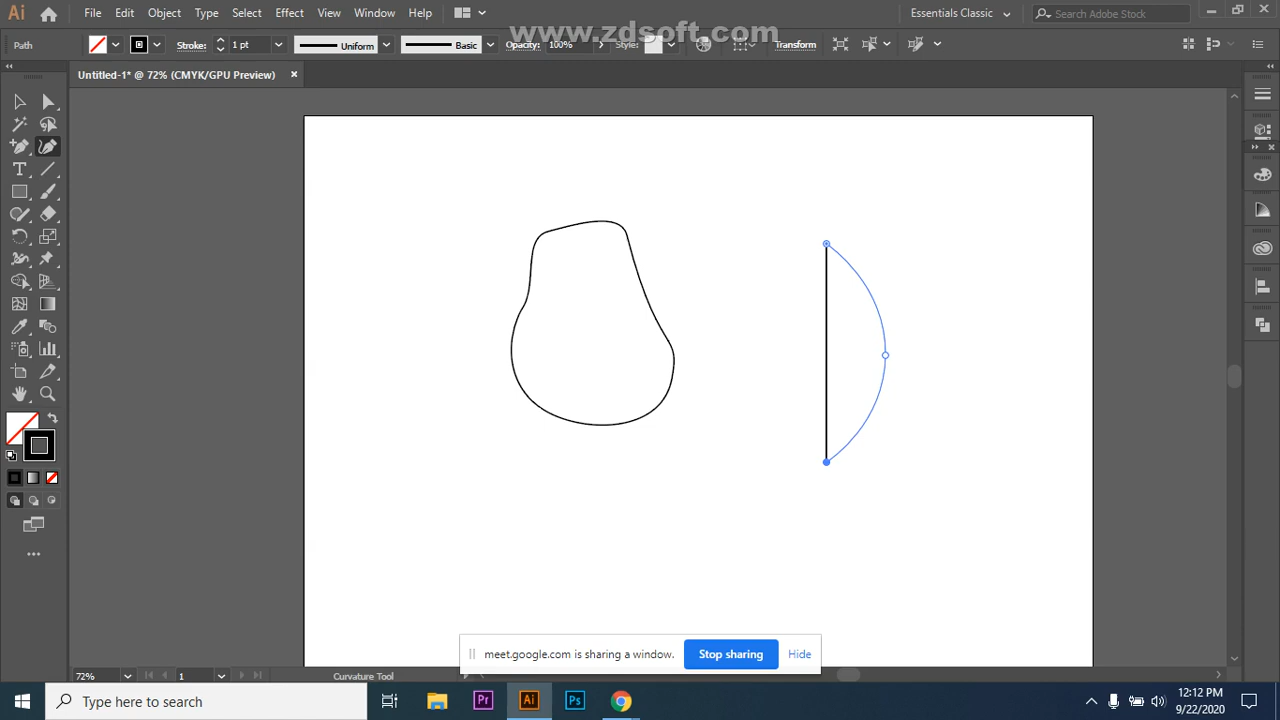 Ai File Edit Object Type Select Effect View Window Help Essentials Classic Search Adobe Stock
www.zdsoft.com
Path Stroke: 1 pt Uniform Basic Opacity: 100% Style: Transform
Untitled-1* @ 72% (CMYK/GPU Preview)
meet.google.com is sharing a window. Stop sharing Hide
72% 1 Curvature Tool
Type here to search Pr Ai Ps 12:12 PM
9/22/2020